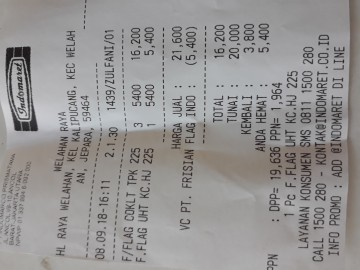 Indomaret
WELAHAN RAYA
HL RAYA WELAHAN, KEL KALIPUCANG, KEC WELAH
AN, JEPARA, 59464
08.09.18-16:11 2.1.30 1439/ZULFANI/01
F/FLAG COKLT TPK 225 3 5400 16,200
F.FLAG UHT KC.HJ 225 1 5400 5,400
HARGA JUAL : 21,600
VC PT. FRISIAN FLAG INDO : (5,400)
TOTAL : 16,200
TUNAI : 20,000
KEMBALI : 3,800
ANDA HEMAT : 5,400
PPN : DPP= 19,636 PPN= 1,964
1 Pc F.FLAG UHT KC.HJ 225
LAYANAN KONSUMEN SMS 0811 1500 280
CALL 1500 280 - KONTAK@INDOMARET.CO.ID
INFO PROMO : ADD @INDOMARET DI LINE